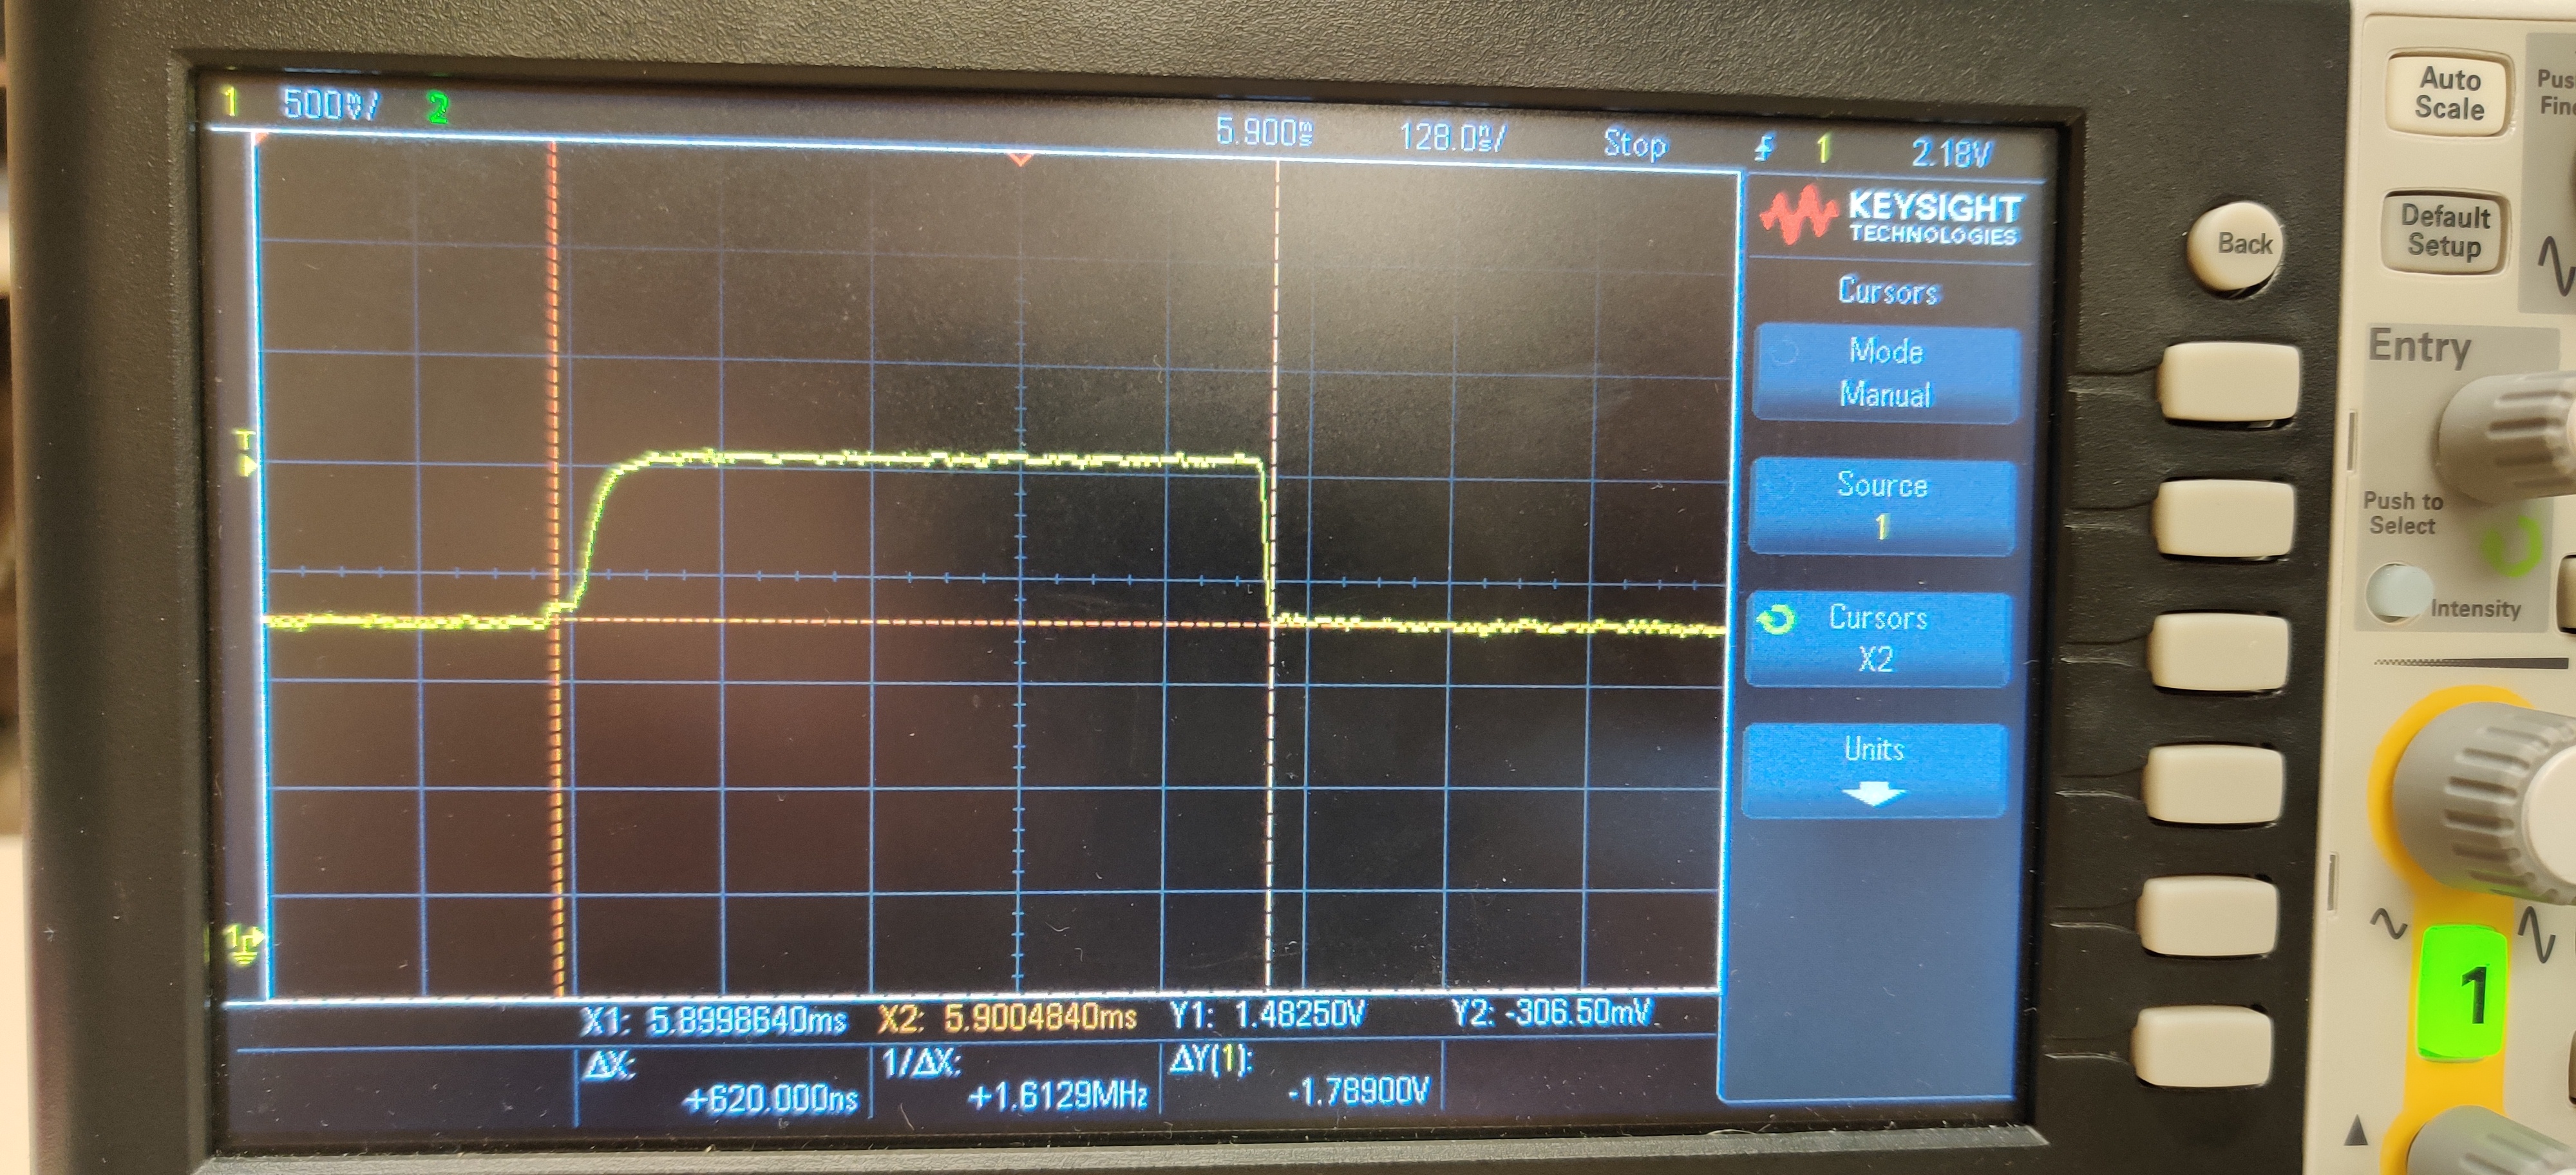 1 500mV/ 2 5.900ms 128.0ns/ Stop 1 2.18V
KEYSIGHT
TECHNOLOGIES
Cursors
Mode
Manual
Source
1
Cursors
X2
Units
T
1
X1: 5.8998640ms X2: 5.9004840ms Y1: 1.48250V Y2: -306.50mV
ΔX: 1/ΔX: ΔY(1):
+620.000ns +1.6129MHz -1.78900V
Back
Auto
Scale
Default
Setup
Entry
Push to
Select
Intensity
1